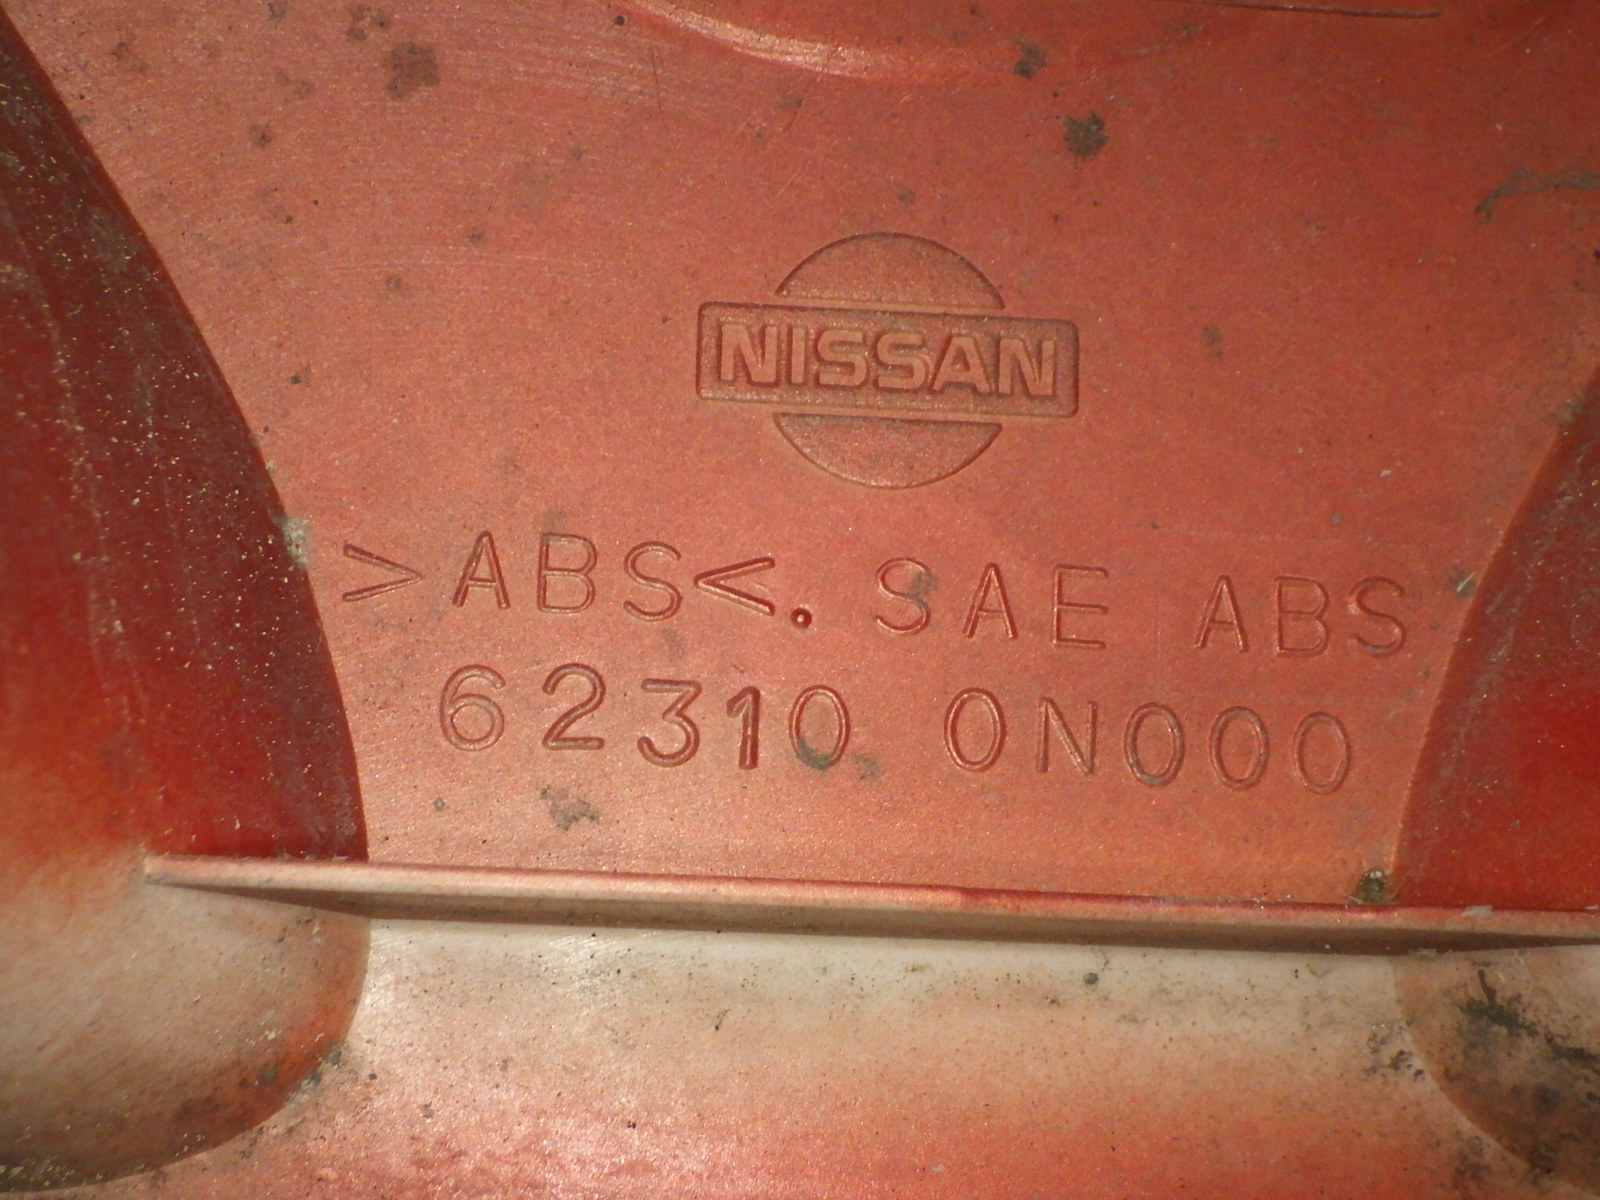 NISSAN
>ABS<. SAE ABS
62310 0N000